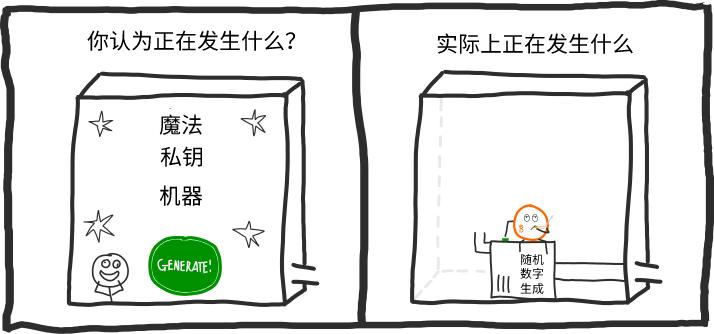 你认为正在发生什么?
魔法
私钥
机器
GENERATE!
实际上正在发生什么
随机
数字
生成